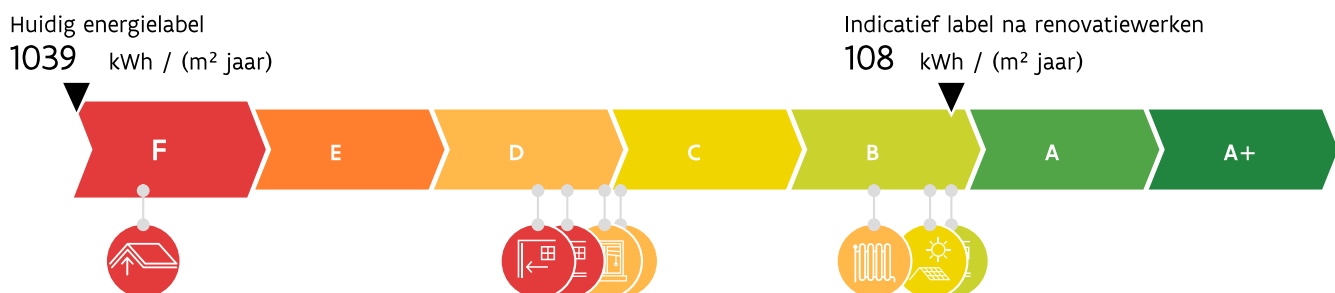 Huidig energielabel
1039 kWh / (m² jaar)
Indicatief label na renovatiewerken
108 kWh / (m² jaar)
F E D C B A A+